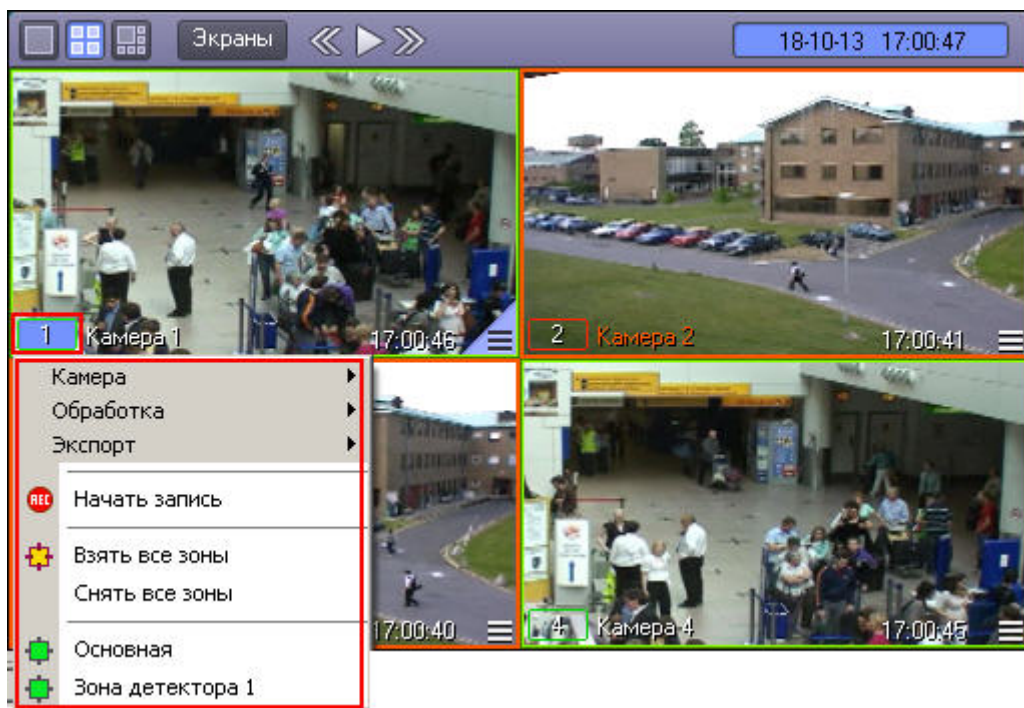 Экраны
18-10-13 17:00:47
1 Камера 1 17:00:46
2 Камера 2 17:00:41
Камера
Обработка
Экспорт
REC Начать запись
Взять все зоны
Снять все зоны
Основная
Зона детектора 1
17:00:40
4 Камера 4 17:00:45